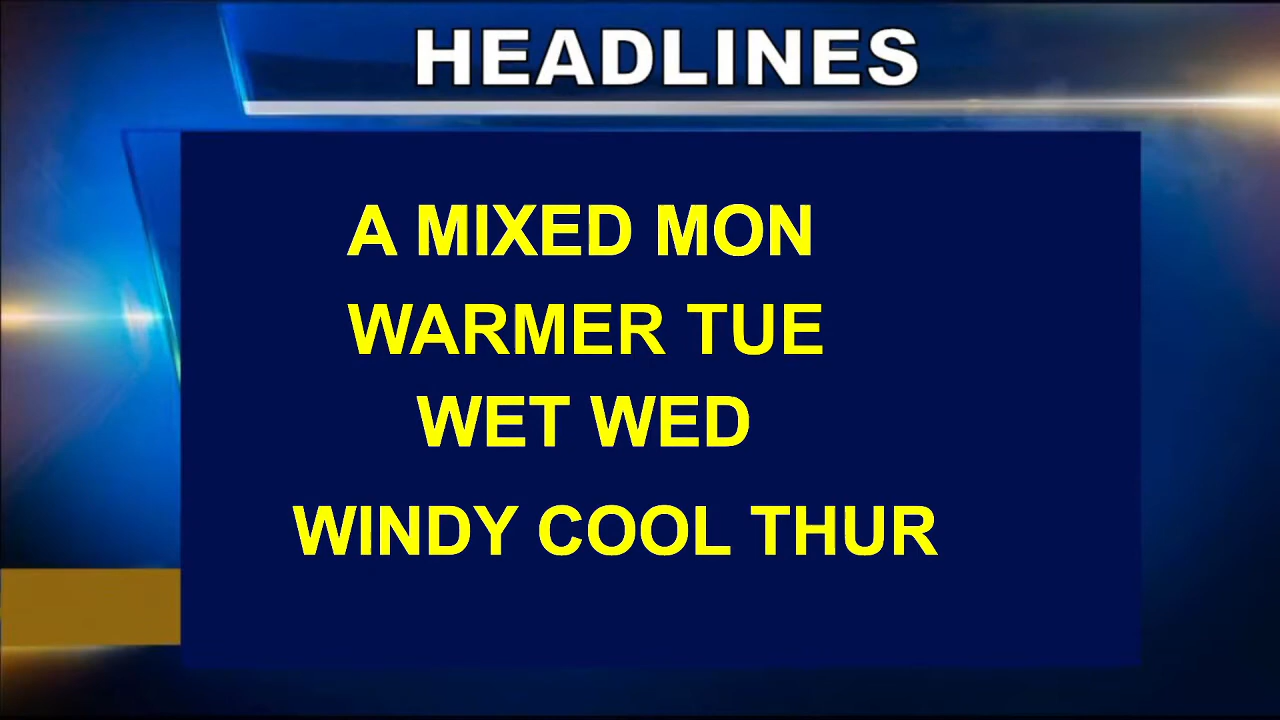 HEADLINES
A MIXED MON
WARMER TUE
WET WED
WINDY COOL THUR